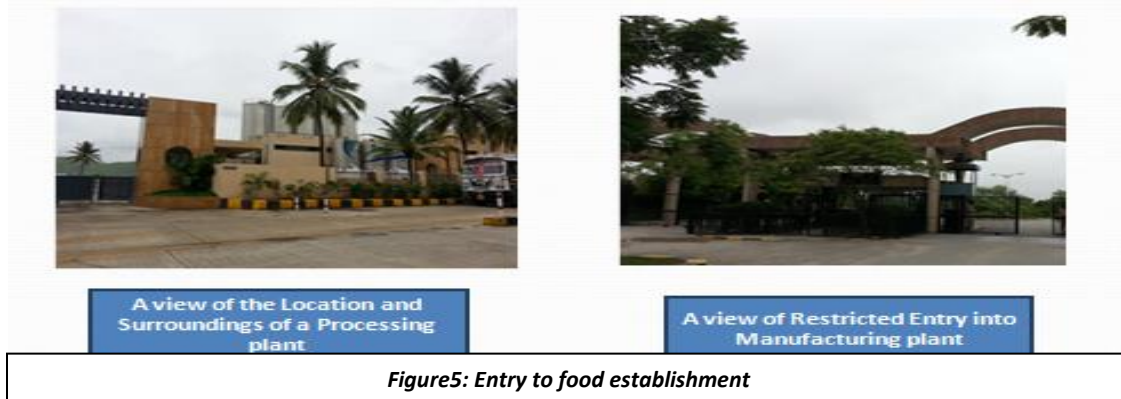 A view of the Location and
Surroundings of a Processing
plant
A view of Restricted Entry into
Manufacturing plant
Figure5: Entry to food establishment